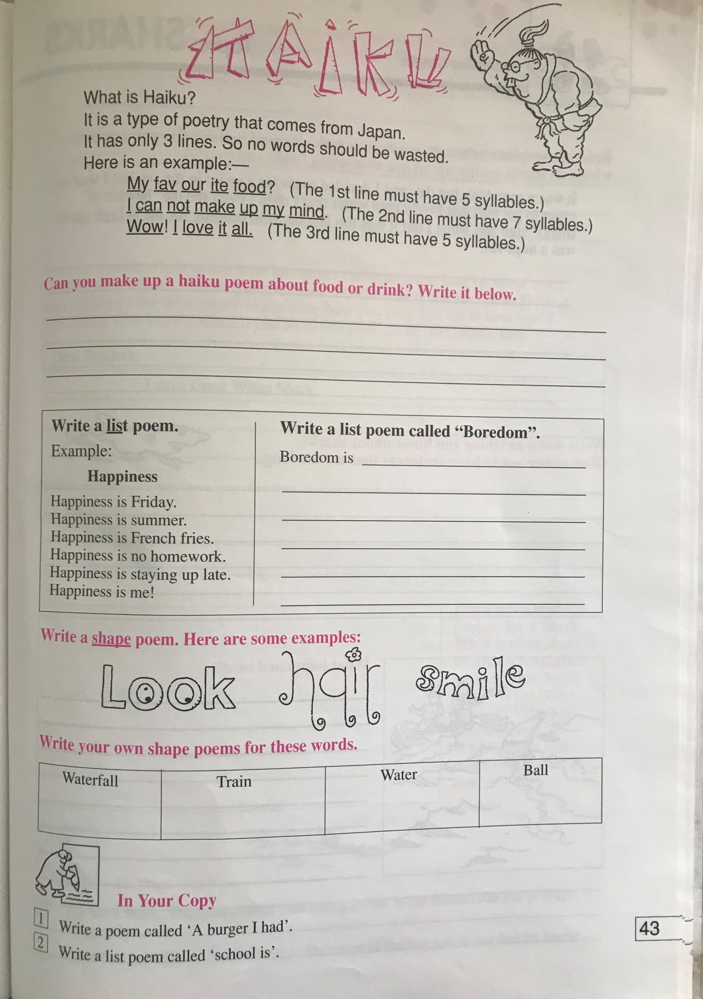 HAiKU
What is Haiku?
It is a type of poetry that comes from Japan.
It has only 3 lines. So no words should be wasted.
Here is an example:—
My fav our ite food? (The 1st line must have 5 syllables.)
I can not make up my mind. (The 2nd line must have 7 syllables.)
Wow! I love it all. (The 3rd line must have 5 syllables.)
Can you make up a haiku poem about food or drink? Write it below.
Write a list poem.
Example:
Happiness
Happiness is Friday.
Happiness is summer.
Happiness is French fries.
Happiness is no homework.
Happiness is staying up late.
Happiness is me!
Write a list poem called “Boredom”.
Boredom is
Write a shape poem. Here are some examples:
Look hair smile
Write your own shape poems for these words.
Waterfall Train Water Ball
In Your Copy
1 Write a poem called ‘A burger I had’.
2 Write a list poem called ‘school is’.
43